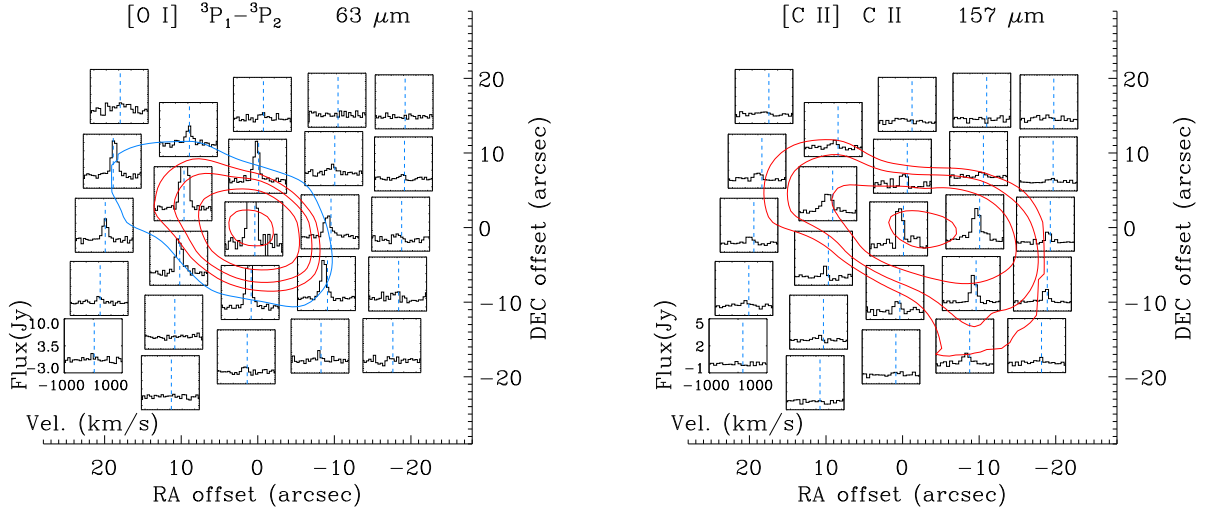 [O I] ³P₁–³P₂ 63 μm
20
10
0
−10
−20
DEC offset (arcsec)
Flux(Jy)
10.0
3.5
−3.0
−1000 1000
Vel. (km/s)
20 10 0 −10 −20
RA offset (arcsec)
[C II] C II 157 μm
20
10
0
−10
−20
DEC offset (arcsec)
Flux(Jy)
5
2
−1
−1000 1000
Vel. (km/s)
20 10 0 −10 −20
RA offset (arcsec)